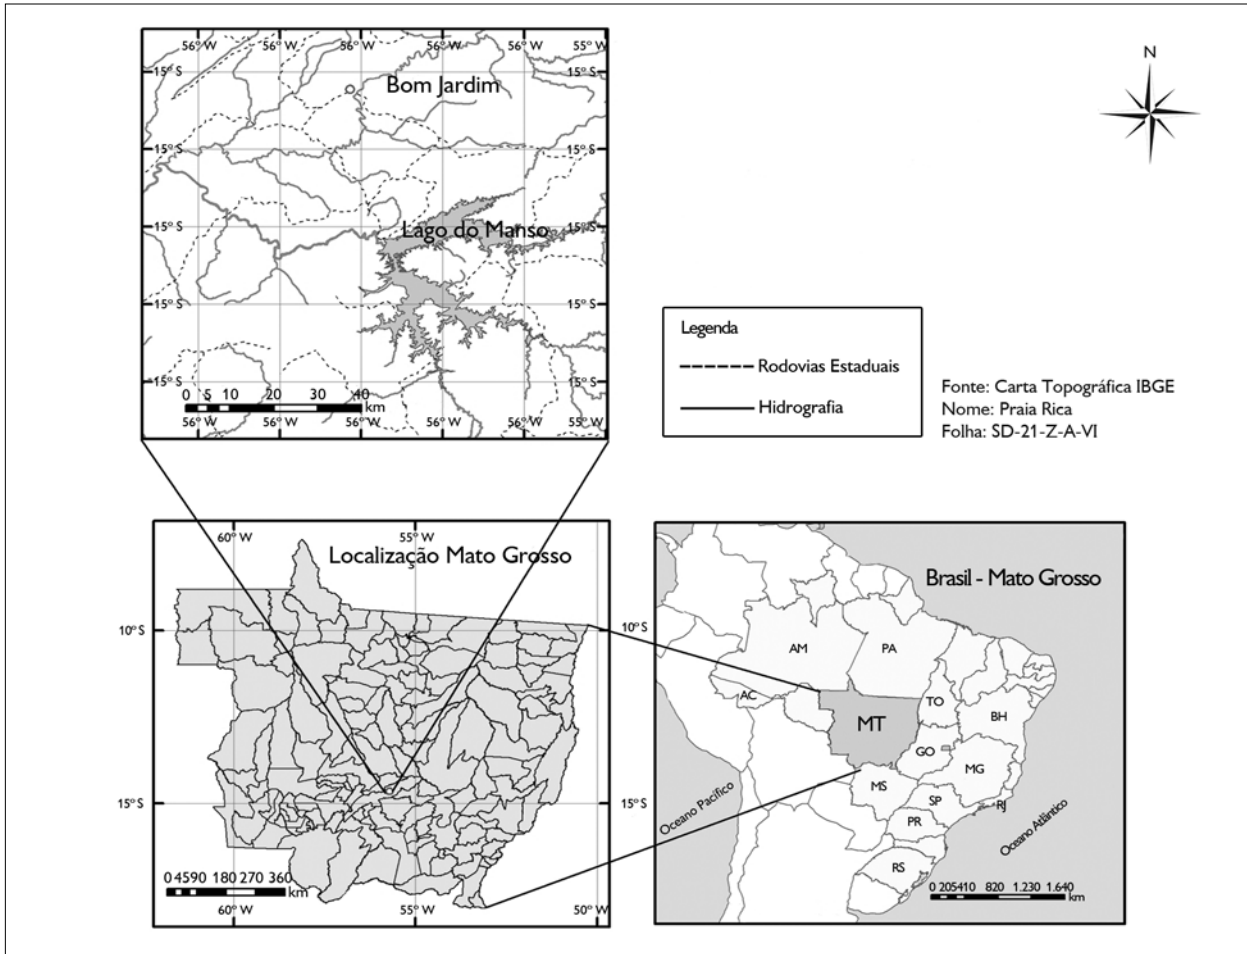 56° W 56° W 56° W 56° W 56° W 55° W
15° S 15° S
Bom Jardim
15° S 15° S
15° S 15° S
Lago do Manso
15° S 15° S
15° S 15° S
0 5 10 20 30 40
km
56° W 56° W 56° W 56° W 56° W 55° W
N
Legenda
Rodovias Estaduais
Hidrografia
Fonte: Carta Topográfica IBGE
Nome: Praia Rica
Folha: SD-21-Z-A-VI
60° W 55° W 50° W
Localização Mato Grosso
10°S 10°S
15°S 15°S
0 4590 180 270 360
km
60° W 55° W 50° W
Brasil - Mato Grosso
AM
PA
AC
TO
BH
MT
GO
MG
MS
SP
RJ
PR
RS
Oceano Pacífico
Oceano Atlântico
0 205410 820 1.230 1.640
km